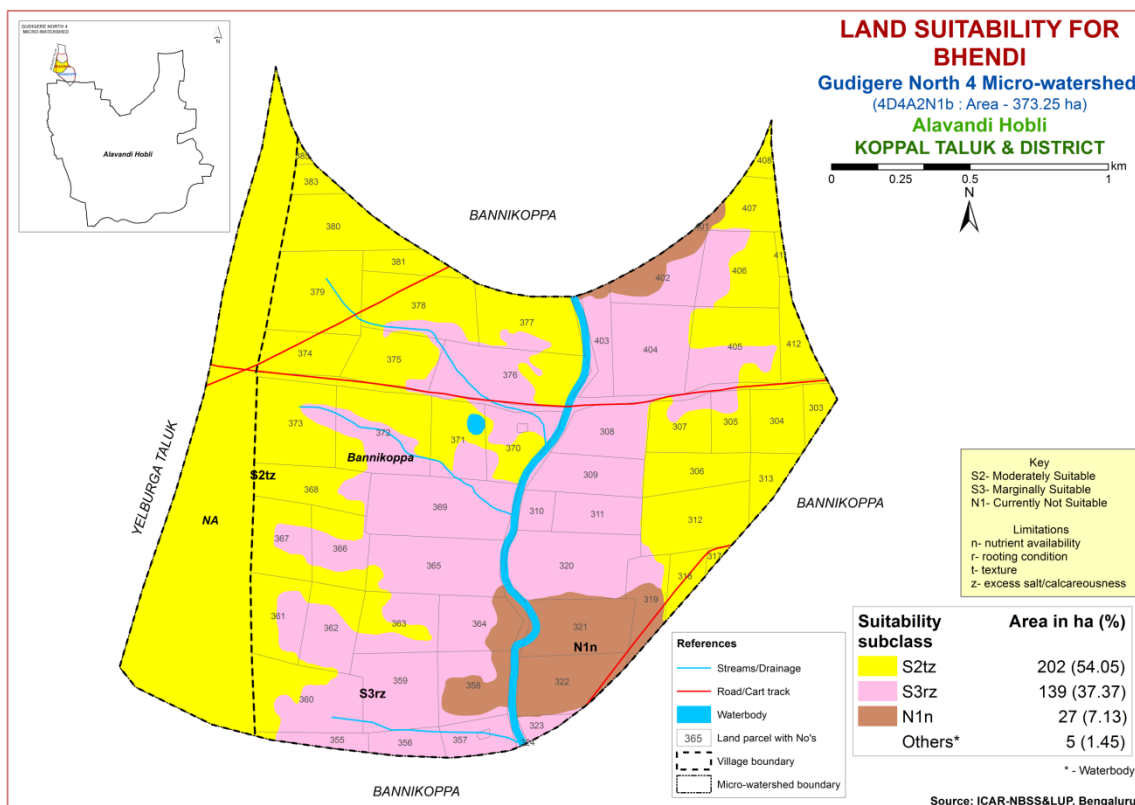 GUDIGERE NORTH 4
MICRO-WATERSHED
N
Alavandi Hobli
LAND SUITABILITY FOR
BHENDI
Gudigere North 4 Micro-watershed
(4D4A2N1b : Area - 373.25 ha)
Alavandi Hobli
KOPPAL TALUK & DISTRICT
km
0 0.25 0.5 1
N
BANNIKOPPA
385
383
380
381
379
378
377
374
375
376
408
407
401
402
406
403
404
405
412
373
372
371
370
Bannikoppa
308
307
305
304
303
309
306
313
S2tz
368
369
310
311
312
BANNIKOPPA
YELBURGA TALUK
NA
367
366
365
320
317
318
319
361
362
363
364
321
N1n
322
358
359
S3rz
360
355
356
357
323
BANNIKOPPA
Key
S2- Moderately Suitable
S3- Marginally Suitable
N1- Currently Not Suitable
Limitations
n- nutrient availability
r- rooting condition
t- texture
z- excess salt/calcareousness
References
Streams/Drainage
Road/Cart track
Waterbody
365 Land parcel with No's
Village boundary
Micro-watershed boundary
Suitability subclass Area in ha (%)
S2tz 202 (54.05)
S3rz 139 (37.37)
N1n 27 (7.13)
Others* 5 (1.45)
* - Waterbody
Source: ICAR-NBSS&LUP, Bengaluru